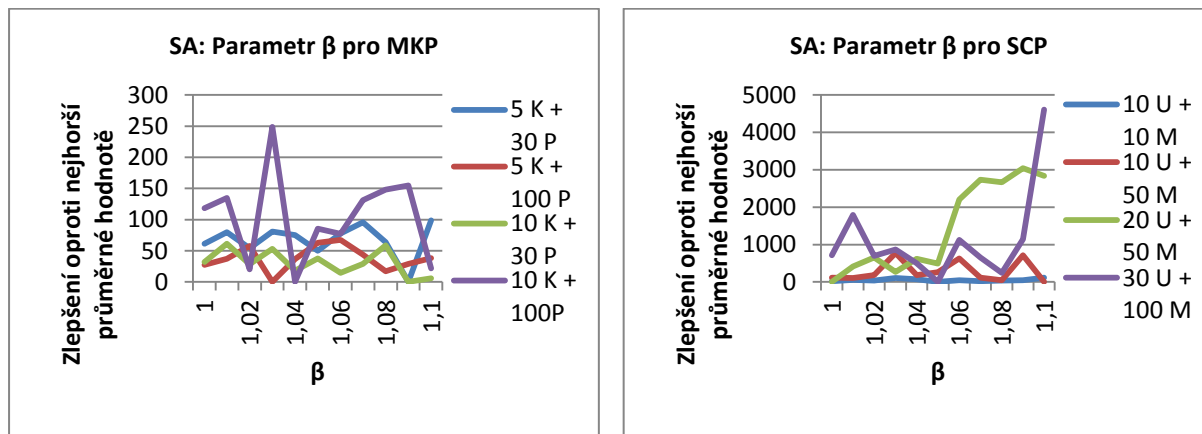 SA: Parametr β pro MKP
Zlepšení oproti nejhorší
průměrné hodnotě
300
250
200
150
100
50
0
1
1,02
1,04
1,06
1,08
1,1
β
5 K +
30 P
5 K +
100 P
10 K +
30 P
10 K +
100P
SA: Parametr β pro SCP
Zlepšení oproti nejhorší
průměrné hodnotě
5000
4000
3000
2000
1000
0
1
1,02
1,04
1,06
1,08
1,1
β
10 U +
10 M
10 U +
50 M
20 U +
50 M
30 U +
100 M